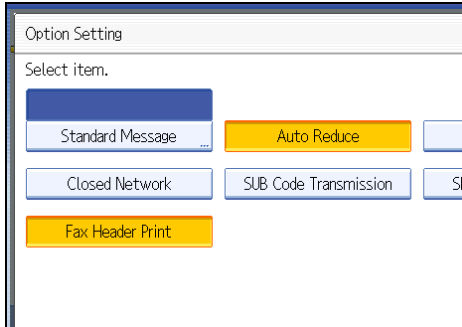 Option Setting
Select item.
Standard Message ...
Auto Reduce
Closed Network
SUB Code Transmission
Fax Header Print